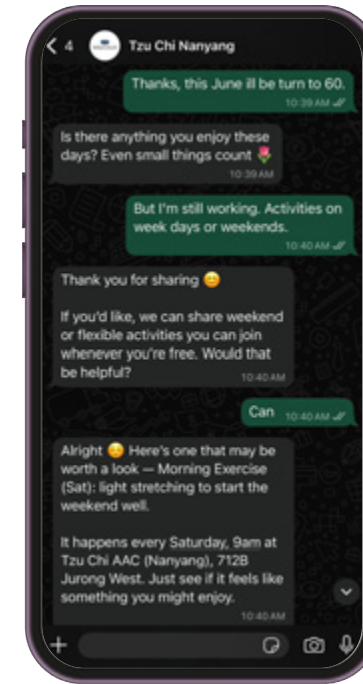 4
Tzu Chi Nanyang
Thanks, this June ill be turn to 60.
10:39 AM
Is there anything you enjoy these
days? Even small things count 🌷
10:39 AM
But I'm still working. Activities on
week days or weekends.
10:40 AM
Thank you for sharing 😊
If you'd like, we can share weekend
or flexible activities you can join
whenever you're free. Would that
be helpful?
10:40 AM
Can 10:40 AM
Alright 😊 Here's one that may be
worth a look — Morning Exercise
(Sat): light stretching to start the
weekend well.
It happens every Saturday, 9am at
Tzu Chi AAC (Nanyang), 712B
Jurong West. Just see if it feels like
something you might enjoy.
10:40 AM